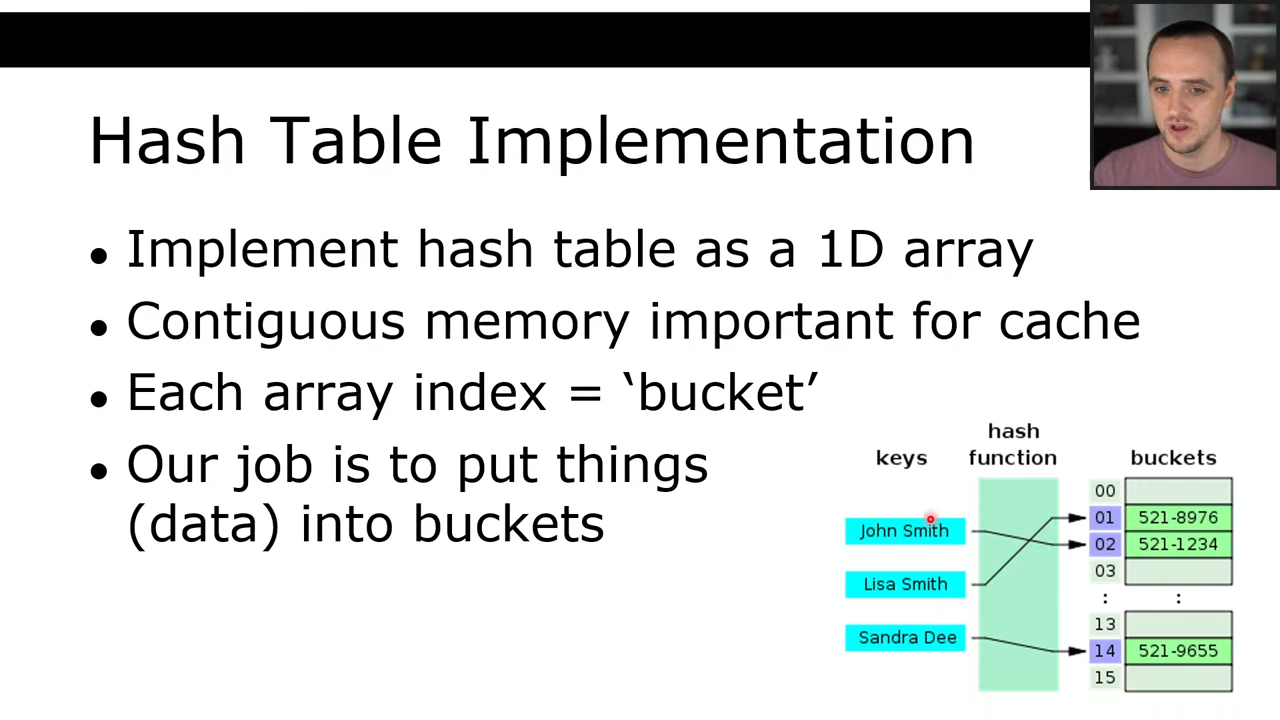 Hash Table Implementation
● Implement hash table as a 1D array
● Contiguous memory important for cache
● Each array index = ‘bucket’
● Our job is to put things
(data) into buckets
keys
hash
function
buckets
John Smith
Lisa Smith
Sandra Dee
00
01 521-8976
02 521-1234
03
: :
13
14 521-9655
15